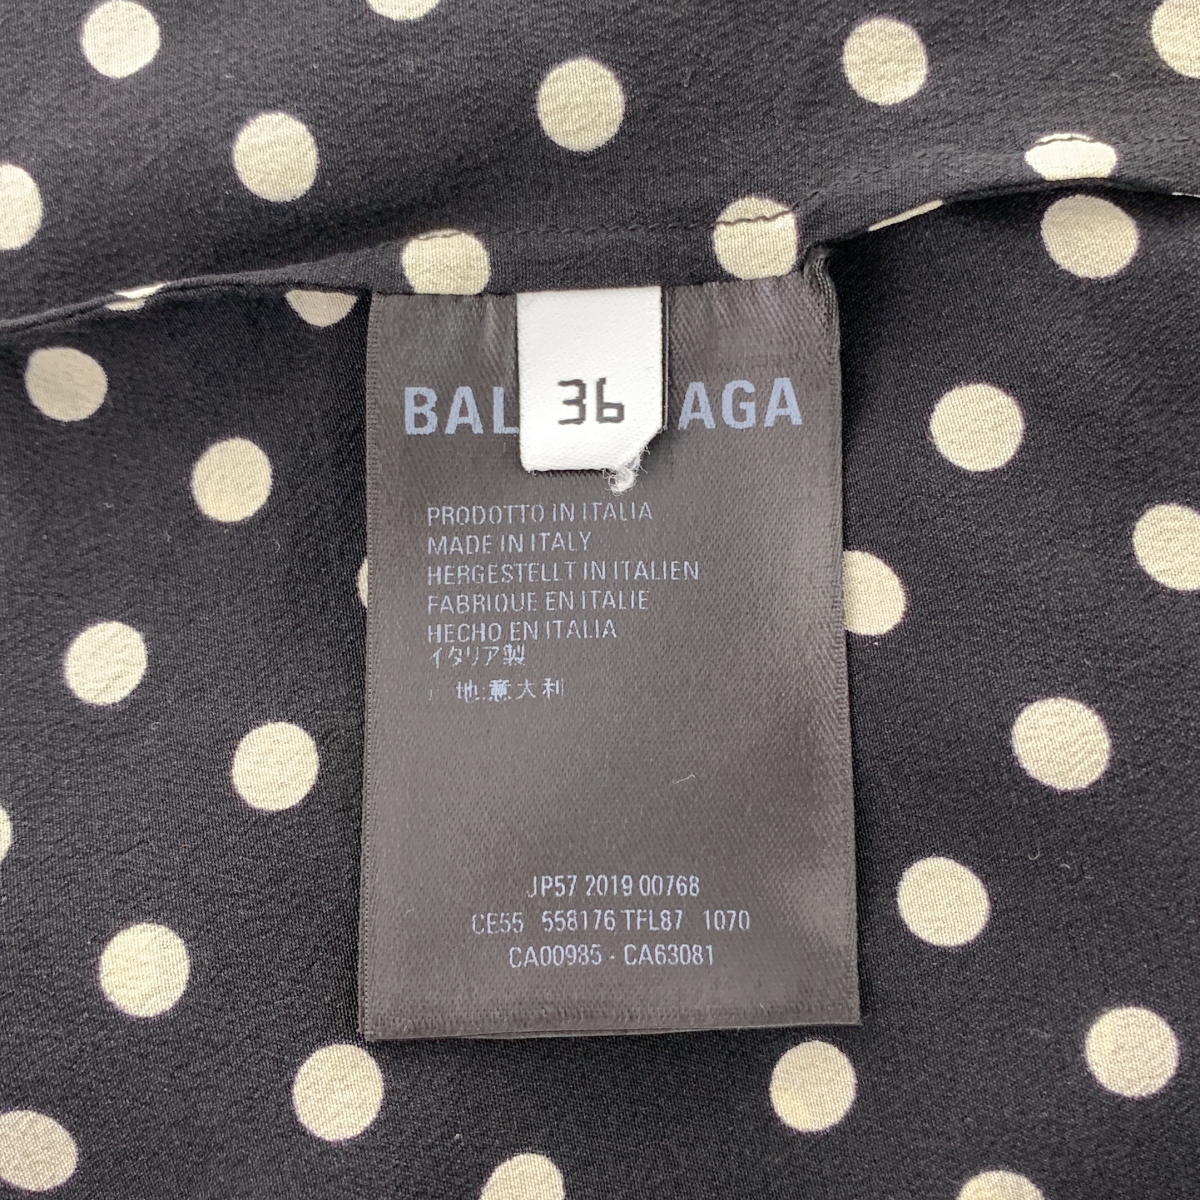 BAL AGA
36
PRODOTTO IN ITALIA
MADE IN ITALY
HERGESTELLT IN ITALIEN
FABRIQUE EN ITALIE
HECHO EN ITALIA
イタリア製
地:意大利
JP57 2019 00768
CE55 558176 TFL87 1070
CA00985 - CA63081